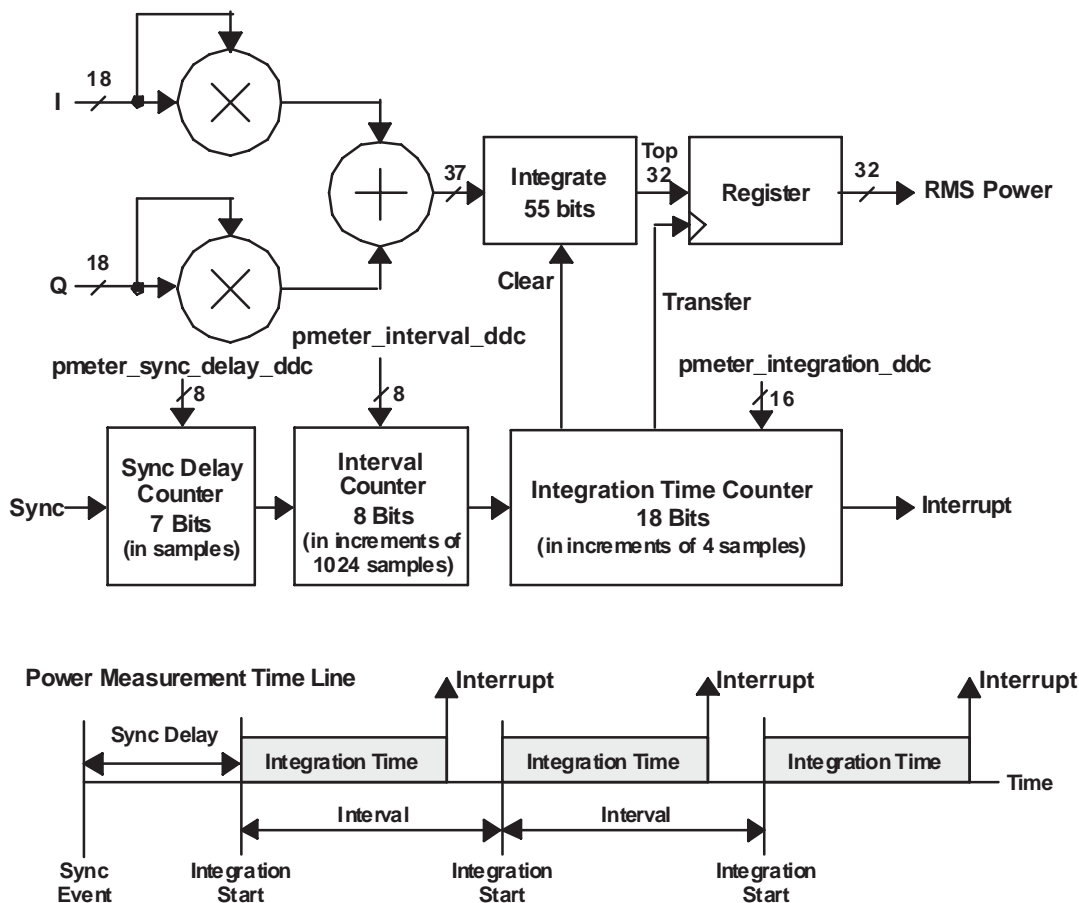 18
I
18
Q
37
Integrate
55 bits
Top
32
Register
32
RMS Power
Clear
Transfer
pmeter_sync_delay_ddc
8
pmeter_interval_ddc
8
pmeter_integration_ddc
16
Sync
Sync Delay
Counter
7 Bits
(in samples)
Interval
Counter
8 Bits
(in increments of
1024 samples)
Integration Time Counter
18 Bits
(in increments of 4 samples)
Interrupt
Power Measurement Time Line
Interrupt
Interrupt
Interrupt
Sync Delay
Integration Time
Integration Time
Integration Time
Time
Interval
Interval
Sync
Event
Integration
Start
Integration
Start
Integration
Start